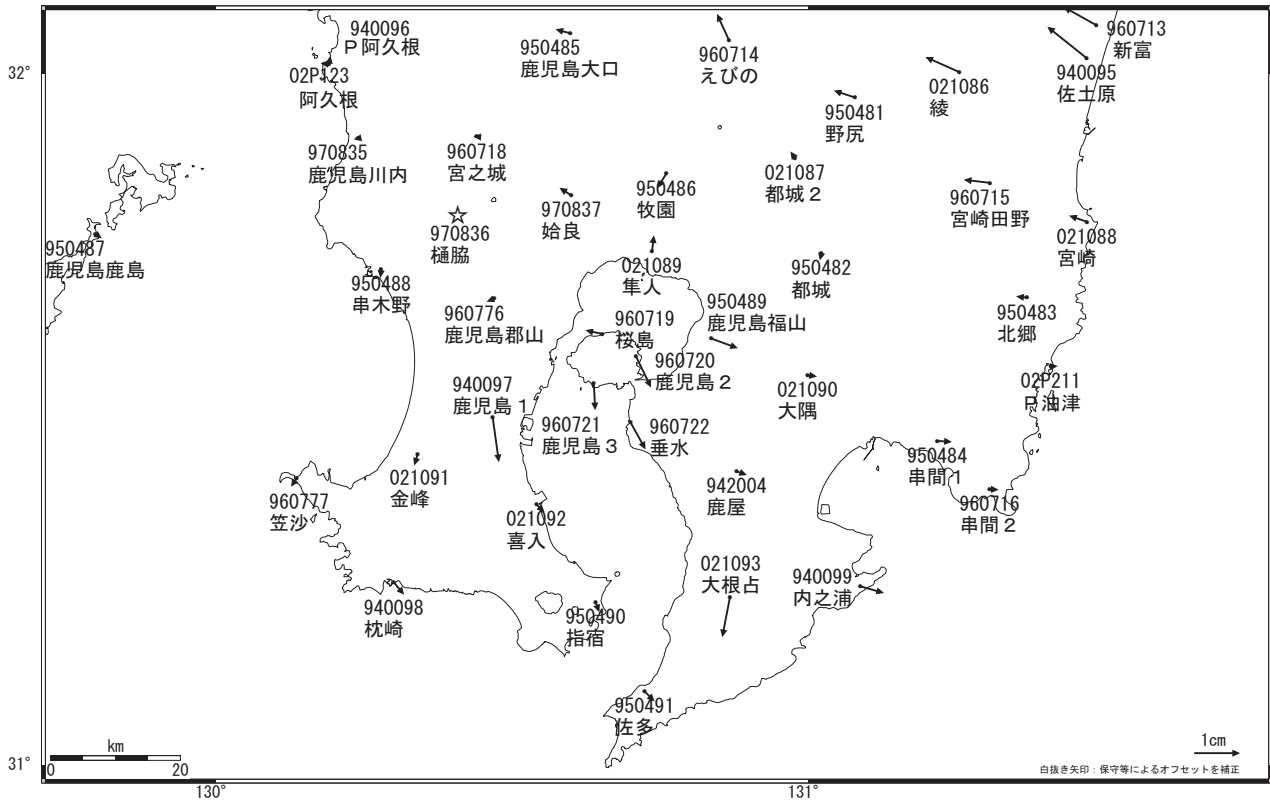 940096
Ｐ阿久根
950485
鹿児島大口
960714
えびの
960713
新富
32°
02P123
阿久根
021086
綾
940095
佐土原
950481
野尻
970835
鹿児島川内
960718
宮之城
021087
都城２
950486
牧園
960715
宮崎田野
970837
姶良
970836
樋脇
950487
鹿児島鹿島
021088
宮崎
021089
隼人
950482
都城
950488
串木野
950489
鹿児島福山
950483
北郷
960776
鹿児島郡山
960719
桜島
960720
鹿児島２
940097
鹿児島１
021090
大隅
02P211
Ｐ油津
960721
鹿児島３
960722
垂水
950484
串間１
021091
金峰
942004
鹿屋
960777
笠沙
960716
串間２
021092
喜入
021093
大根占
940099
内之浦
940098
枕崎
950490
指宿
950491
佐多
km
0 20
1cm
白抜き矢印：保守等によるオフセットを補正
31°
130° 131°